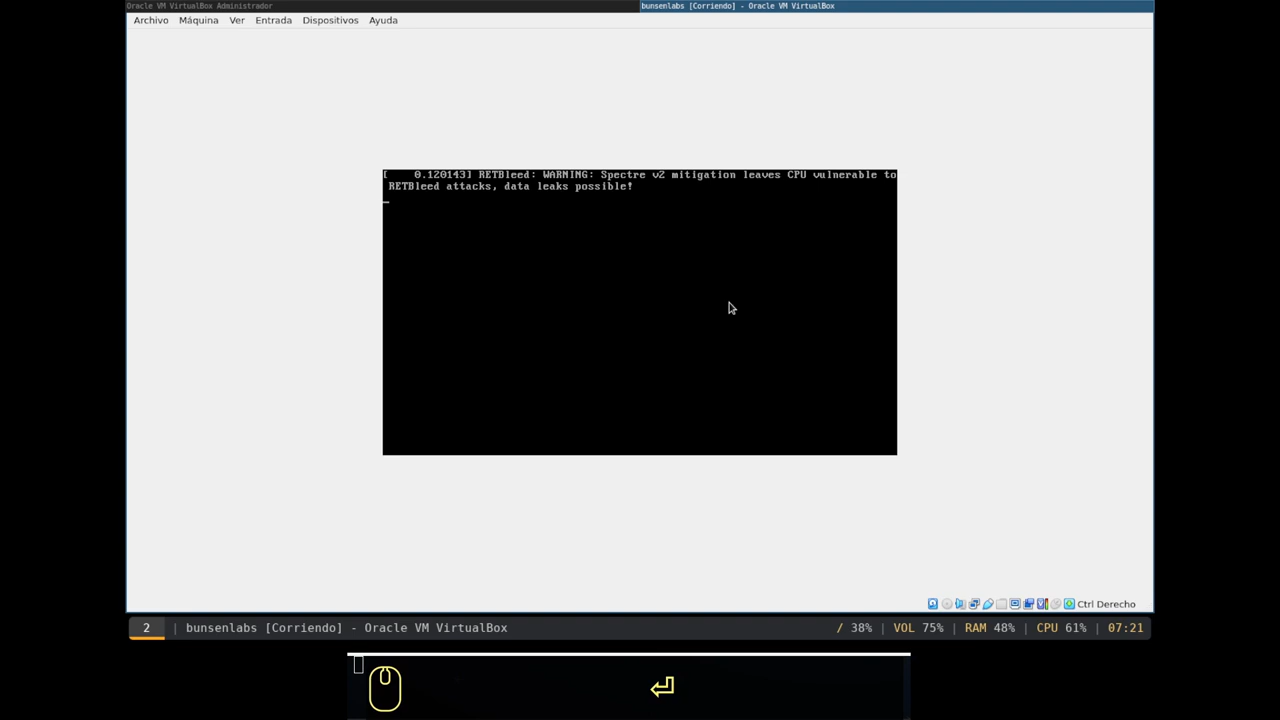 Oracle VM VirtualBox Administrador
bunsenlabs [Corriendo] - Oracle VM VirtualBox
Archivo Máquina Ver Entrada Dispositivos Ayuda
[    0.120143] RETBleed: WARNING: Spectre v2 mitigation leaves CPU vulnerable to
RETBleed attacks, data leaks possible!
Ctrl Derecho
2 | bunsenlabs [Corriendo] - Oracle VM VirtualBox / 38% | VOL 75% | RAM 48% | CPU 61% | 07:21